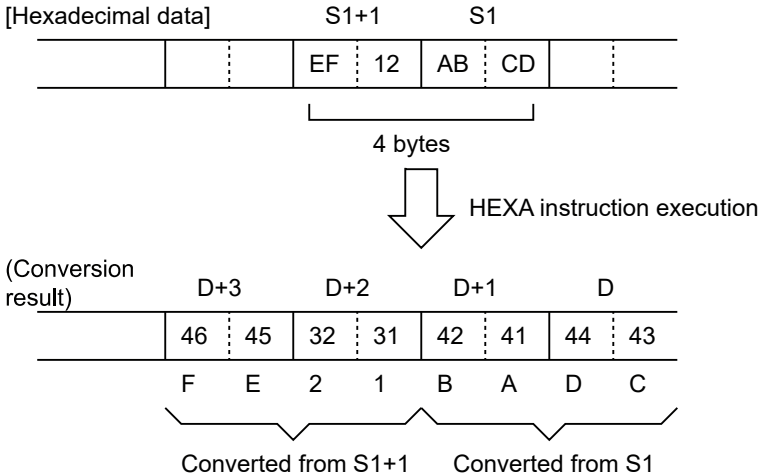 [Hexadecimal data] S1+1 S1
EF 12 AB CD
4 bytes
HEXA instruction execution
(Conversion
result) D+3 D+2 D+1 D
46 45 32 31 42 41 44 43
F E 2 1 B A D C
Converted from S1+1 Converted from S1